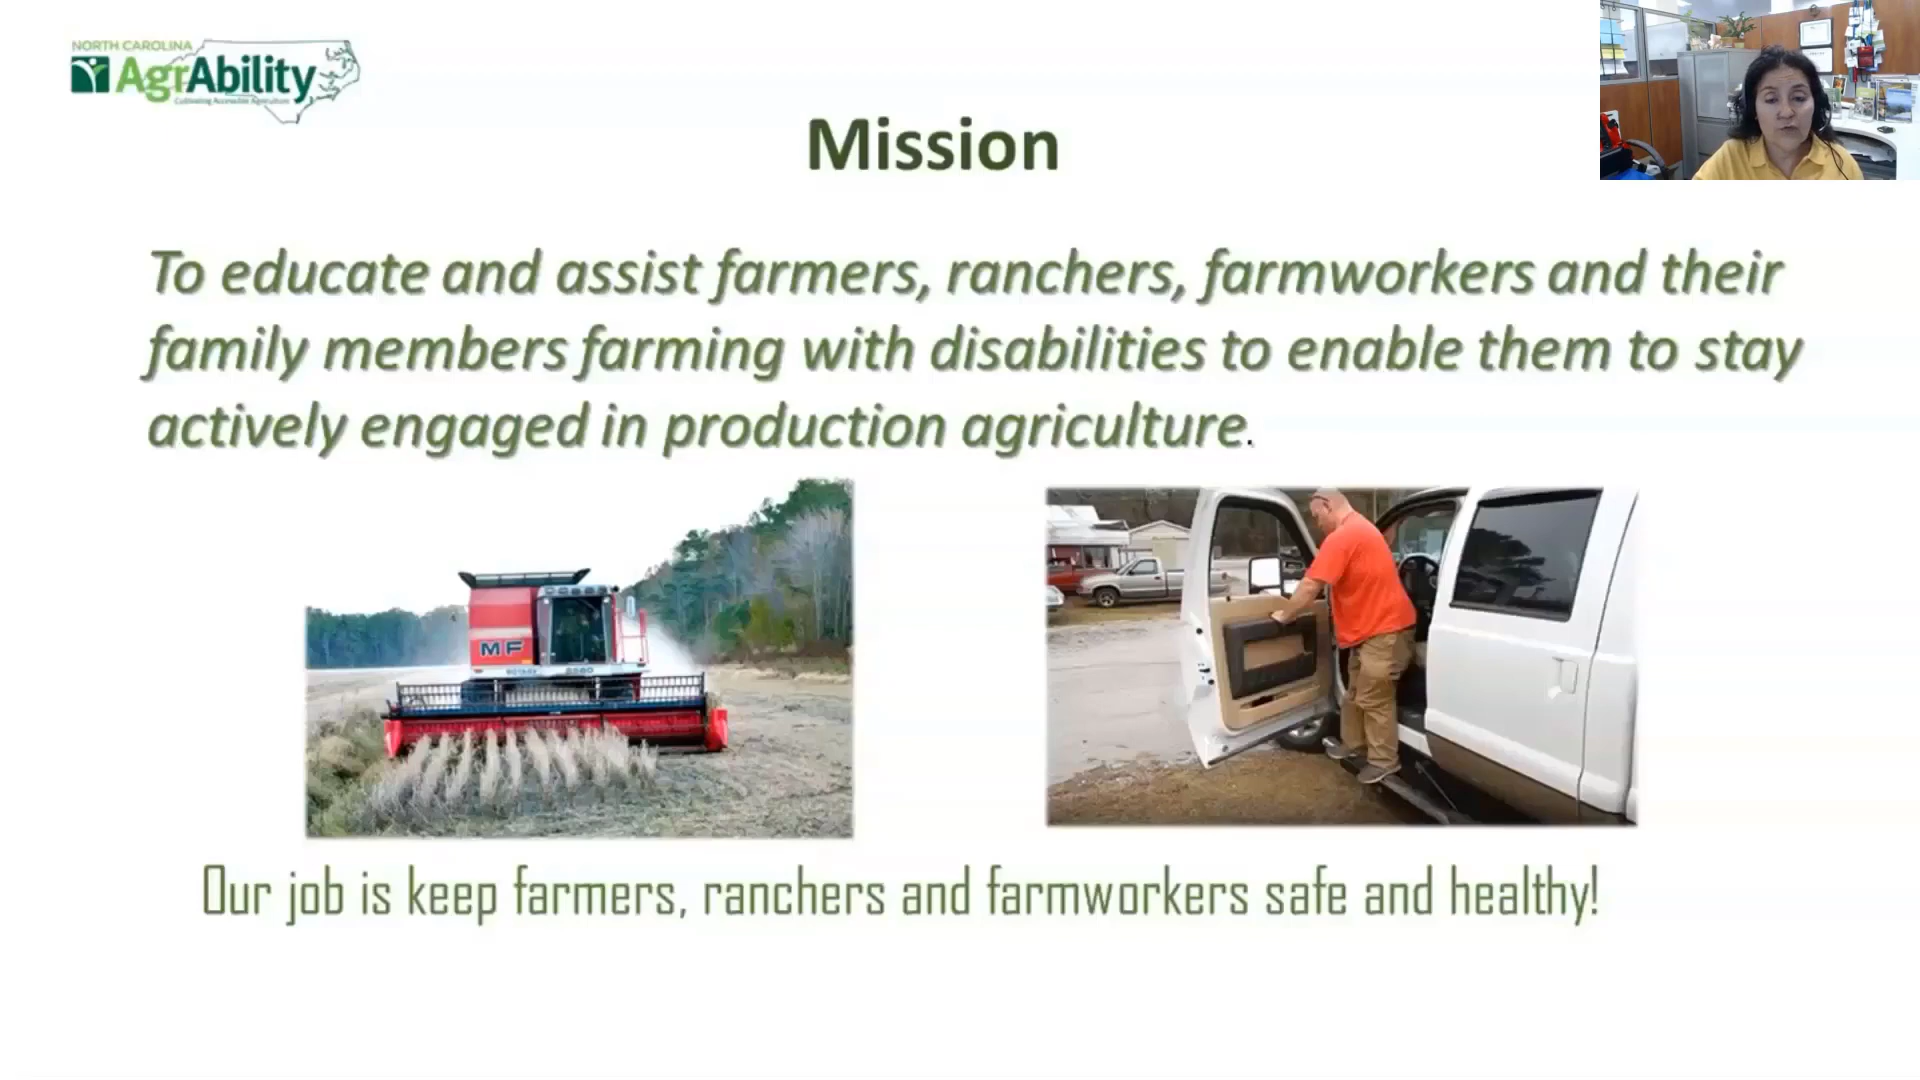 NORTH CAROLINA
AgrAbility
Cultivating Accessible Agriculture
Mission
To educate and assist farmers, ranchers, farmworkers and their
family members farming with disabilities to enable them to stay
actively engaged in production agriculture.
MF
Our job is keep farmers, ranchers and farmworkers safe and healthy!